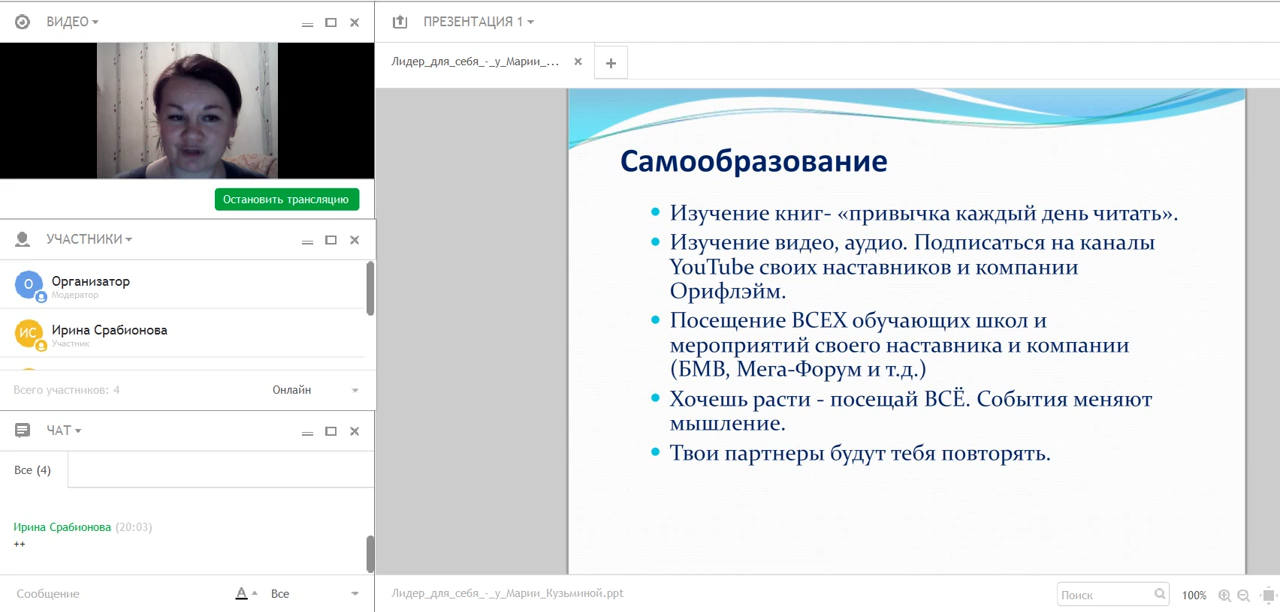 ВИДЕО
Остановить трансляцию
УЧАСТНИКИ
О
Организатор
Модератор
ИС
Ирина Срабионова
Участник
Всего участников: 4
Онлайн
ЧАТ
Все (4)
Ирина Срабионова (20:03)
++
Сообщение
А
Все
ПРЕЗЕНТАЦИЯ 1
Лидер_для_себя_-_у_Марии_...
Самообразование
Изучение книг- «привычка каждый день читать».
Изучение видео, аудио. Подписаться на каналы
YouTube своих наставников и компании
Орифлэйм.
Посещение ВСЕХ обучающих школ и
мероприятий своего наставника и компании
(БМВ, Мега-Форум и т.д.)
Хочешь расти - посещай ВСЁ. События меняют
мышление.
Твои партнеры будут тебя повторять.
Лидер_для_себя_-_у_Марии_Кузьминой.ppt
Поиск
100%